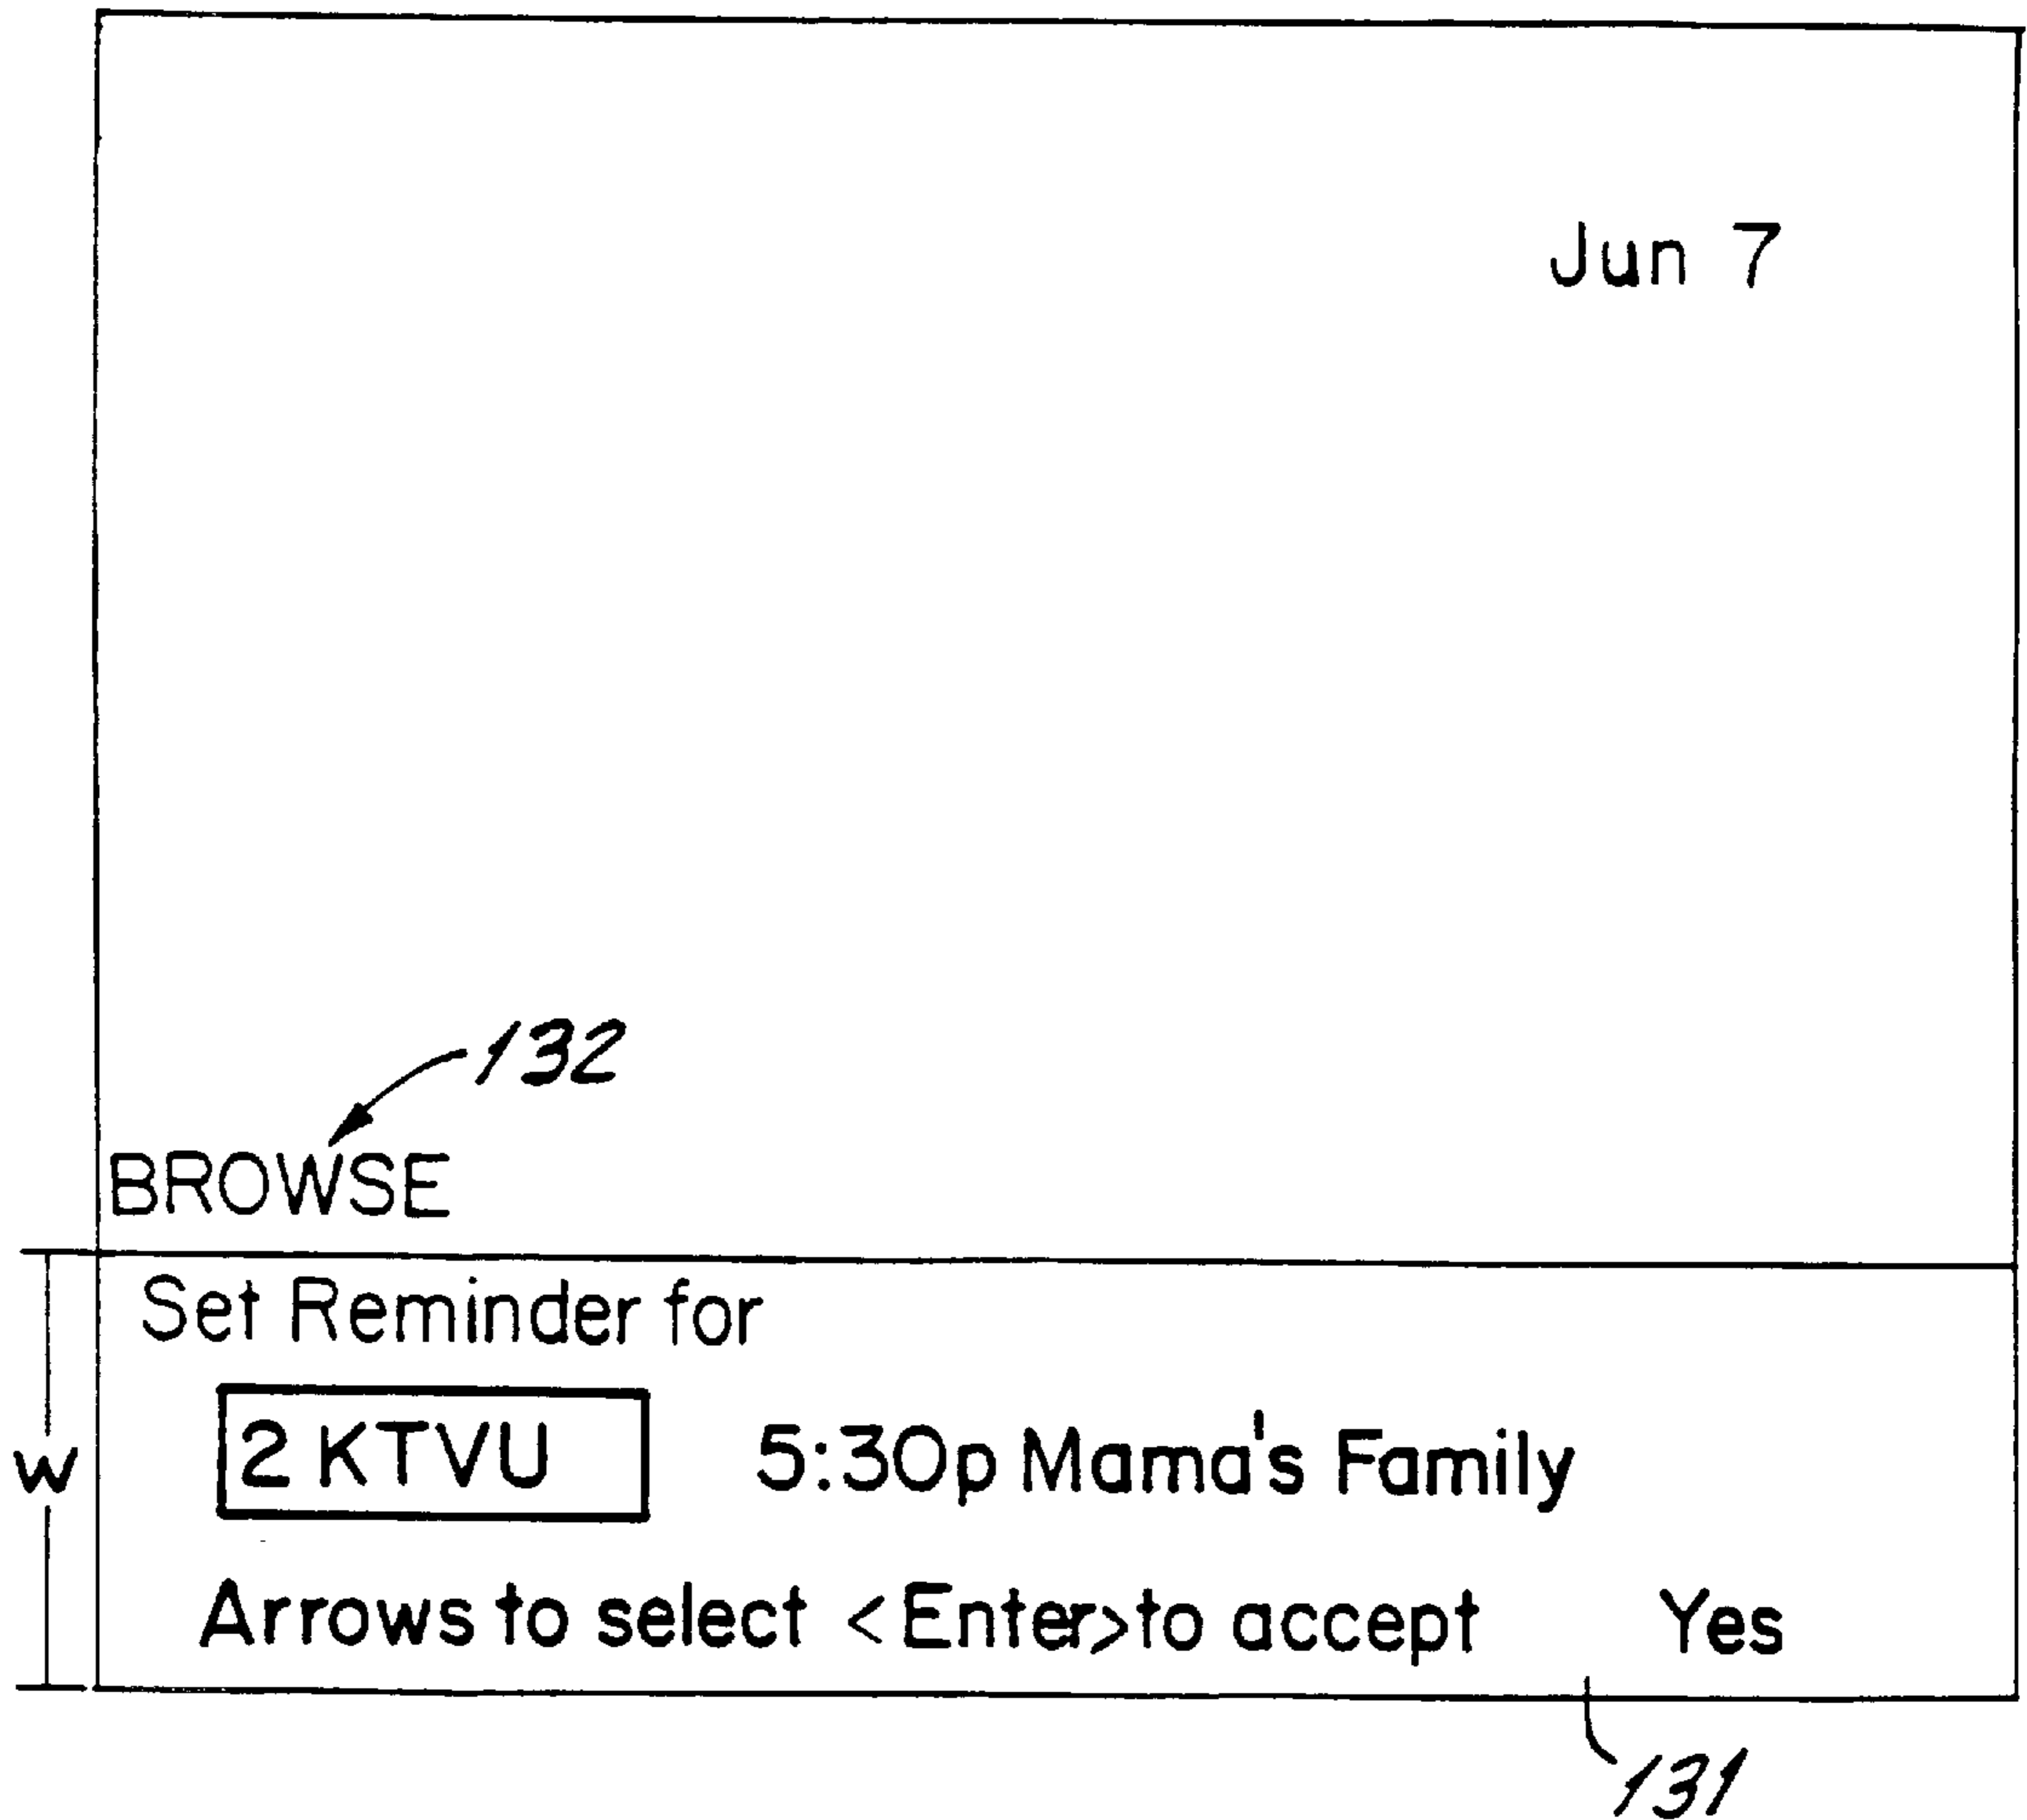 Jun 7
132
BROWSE
Set Reminder for
2 KTVU 5:30p Mama's Family
W
Arrows to select <Enter>to accept Yes
131